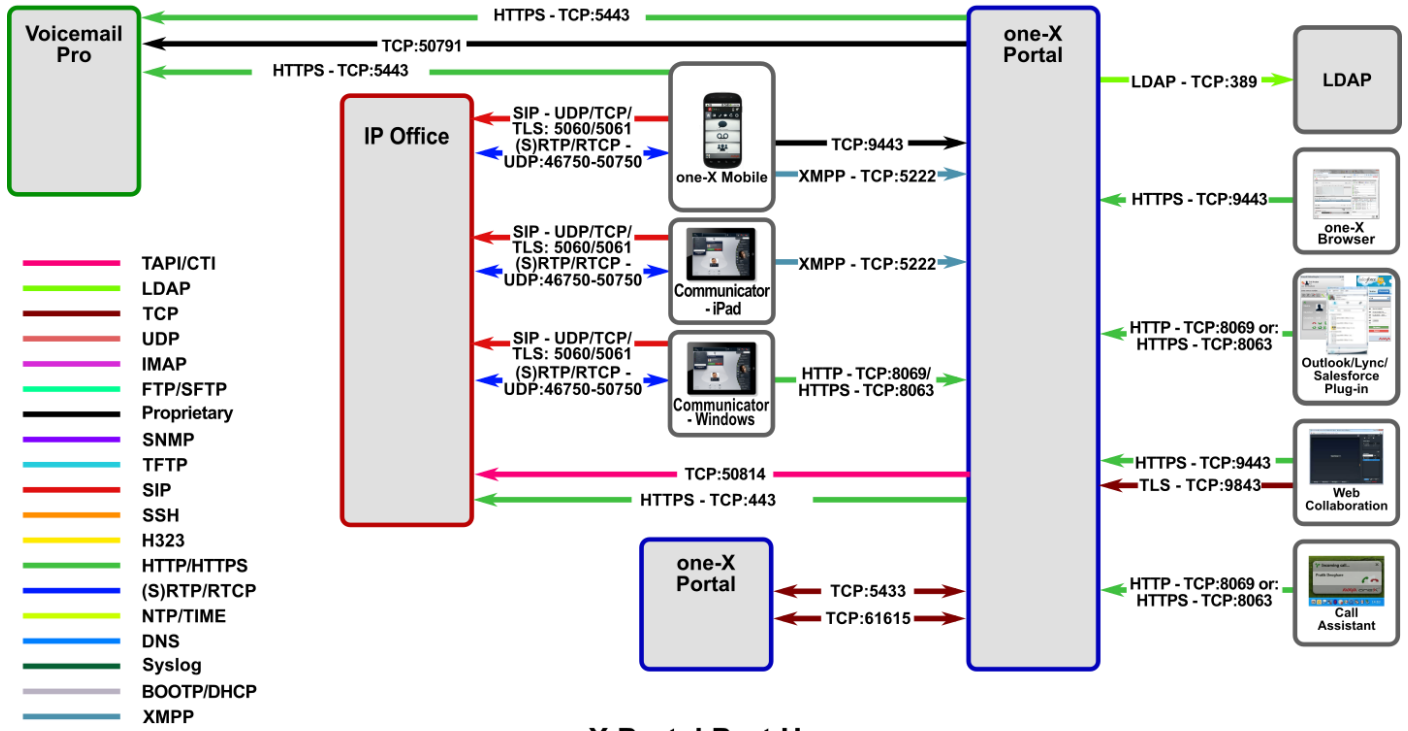 HTTPS - TCP:5443
Voicemail
Pro
TCP:50791
HTTPS - TCP:5443
one-X
Portal
LDAP - TCP:389
LDAP
IP Office
SIP - UDP/TCP/
TLS: 5060/5061
(S)RTP/RTCP -
UDP:46750-50750
one-X Mobile
TCP:9443
XMPP - TCP:5222
HTTPS - TCP:9443
one-X
Browser
SIP - UDP/TCP/
TLS: 5060/5061
(S)RTP/RTCP -
UDP:46750-50750
Communicator
- iPad
XMPP - TCP:5222
HTTP - TCP:8069 or:
HTTPS - TCP:8063
Outlook/Lync/
Salesforce
Plug-in
SIP - UDP/TCP/
TLS: 5060/5061
(S)RTP/RTCP -
UDP:46750-50750
Communicator
- Windows
HTTP - TCP:8069/
HTTPS - TCP:8063
TCP:50814
HTTPS - TCP:443
HTTPS - TCP:9443
TLS - TCP:9843
Web
Collaboration
one-X
Portal
TCP:5433
TCP:61615
HTTP - TCP:8069 or:
HTTPS - TCP:8063
Incoming call...
Call
Assistant
TAPI/CTI
LDAP
TCP
UDP
IMAP
FTP/SFTP
Proprietary
SNMP
TFTP
SIP
SSH
H323
HTTP/HTTPS
(S)RTP/RTCP
NTP/TIME
DNS
Syslog
BOOTP/DHCP
XMPP